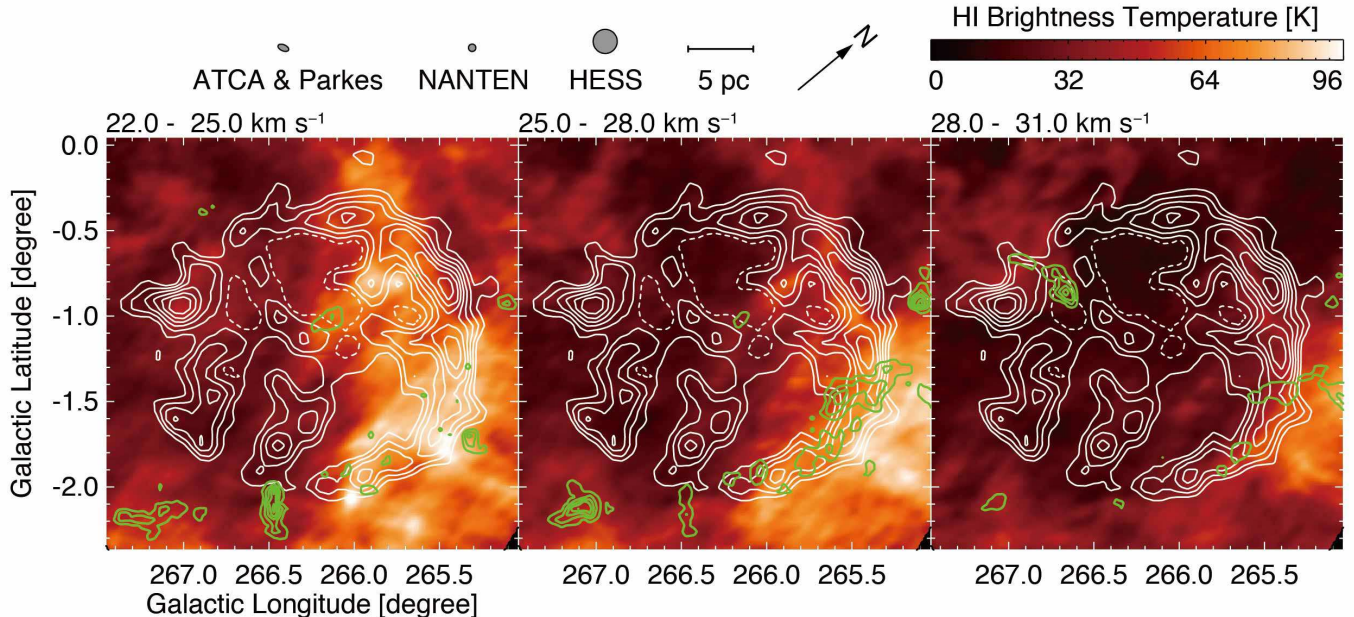 HI Brightness Temperature [K]
ATCA & Parkes NANTEN HESS 5 pc N
0 32 64 96
22.0 - 25.0 km s⁻¹ 25.0 - 28.0 km s⁻¹ 28.0 - 31.0 km s⁻¹
0.0
-0.5
-1.0
-1.5
-2.0
Galactic Latitude [degree]
267.0 266.5 266.0 265.5 267.0 266.5 266.0 265.5 267.0 266.5 266.0 265.5
Galactic Longitude [degree]